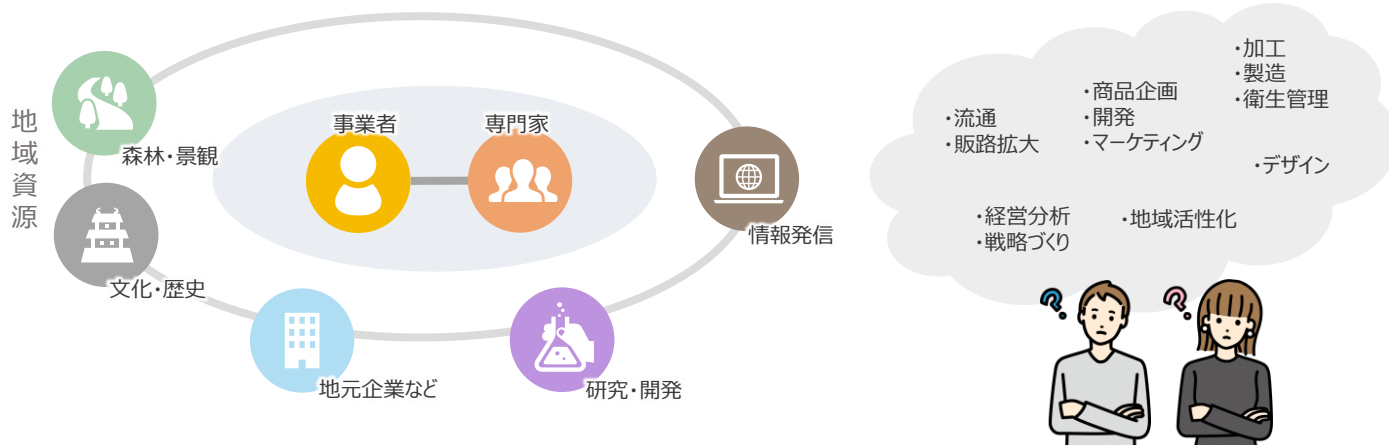 地域資源
森林・景観
文化・歴史
事業者
専門家
情報発信
地元企業など
研究・開発
・流通
・販路拡大
・商品企画
・開発
・マーケティング
・加工
・製造
・衛生管理
・デザイン
・経営分析
・戦略づくり
・地域活性化